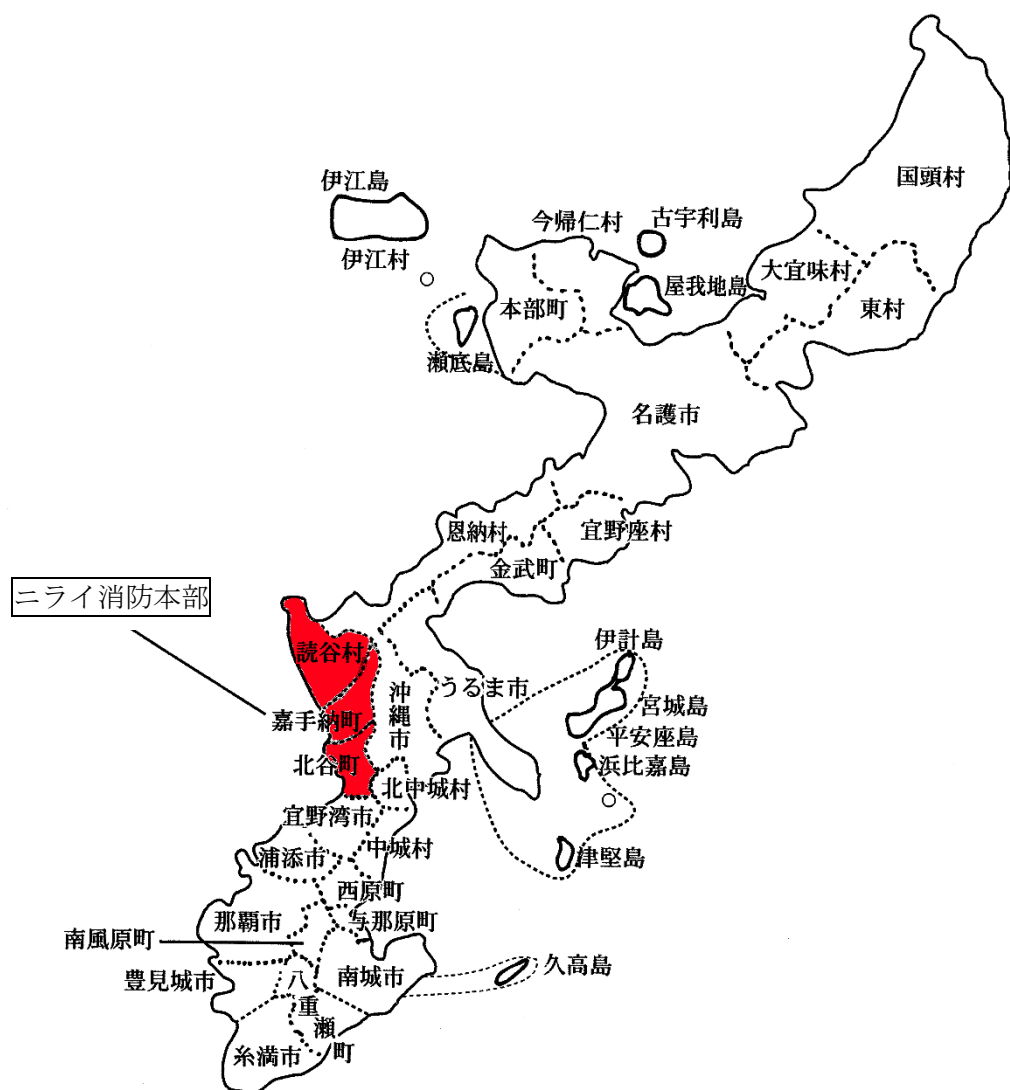 国頭村
伊江島
今帰仁村
古宇利島
伊江村
大宜味村
屋我地島
本部町
東村
瀬底島
名護市
恩納村
宜野座村
金武町
ニライ消防本部
読谷村
伊計島
うるま市
沖縄市
宮城島
嘉手納町
平安座島
北谷町
浜比嘉島
北中城村
宜野湾市
中城村
浦添市
津堅島
西原町
那覇市
与那原町
南風原町
久高島
豊見城市
南城市
八重瀬町
糸満市